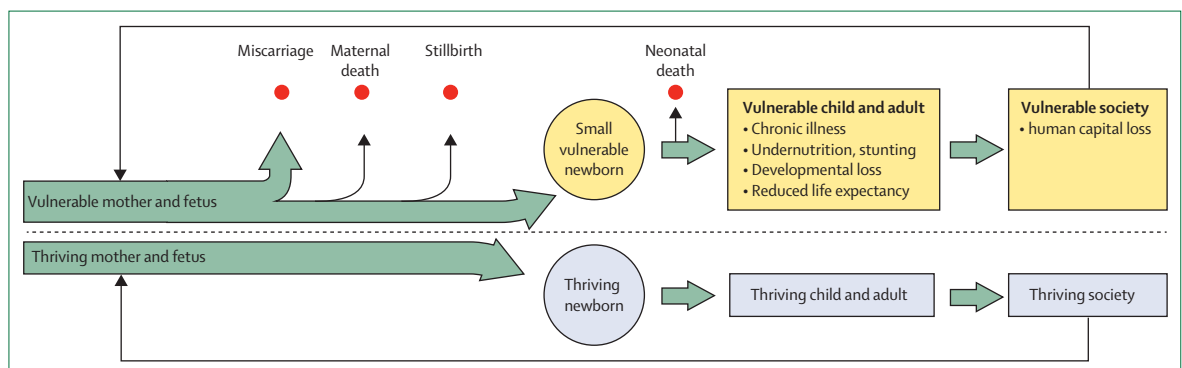 Miscarriage
Maternal
death
Stillbirth
Neonatal
death
Small
vulnerable
newborn
Vulnerable child and adult
• Chronic illness
• Undernutrition, stunting
• Developmental loss
• Reduced life expectancy
Vulnerable society
• human capital loss
Vulnerable mother and fetus
Thriving mother and fetus
Thriving
newborn
Thriving child and adult
Thriving society